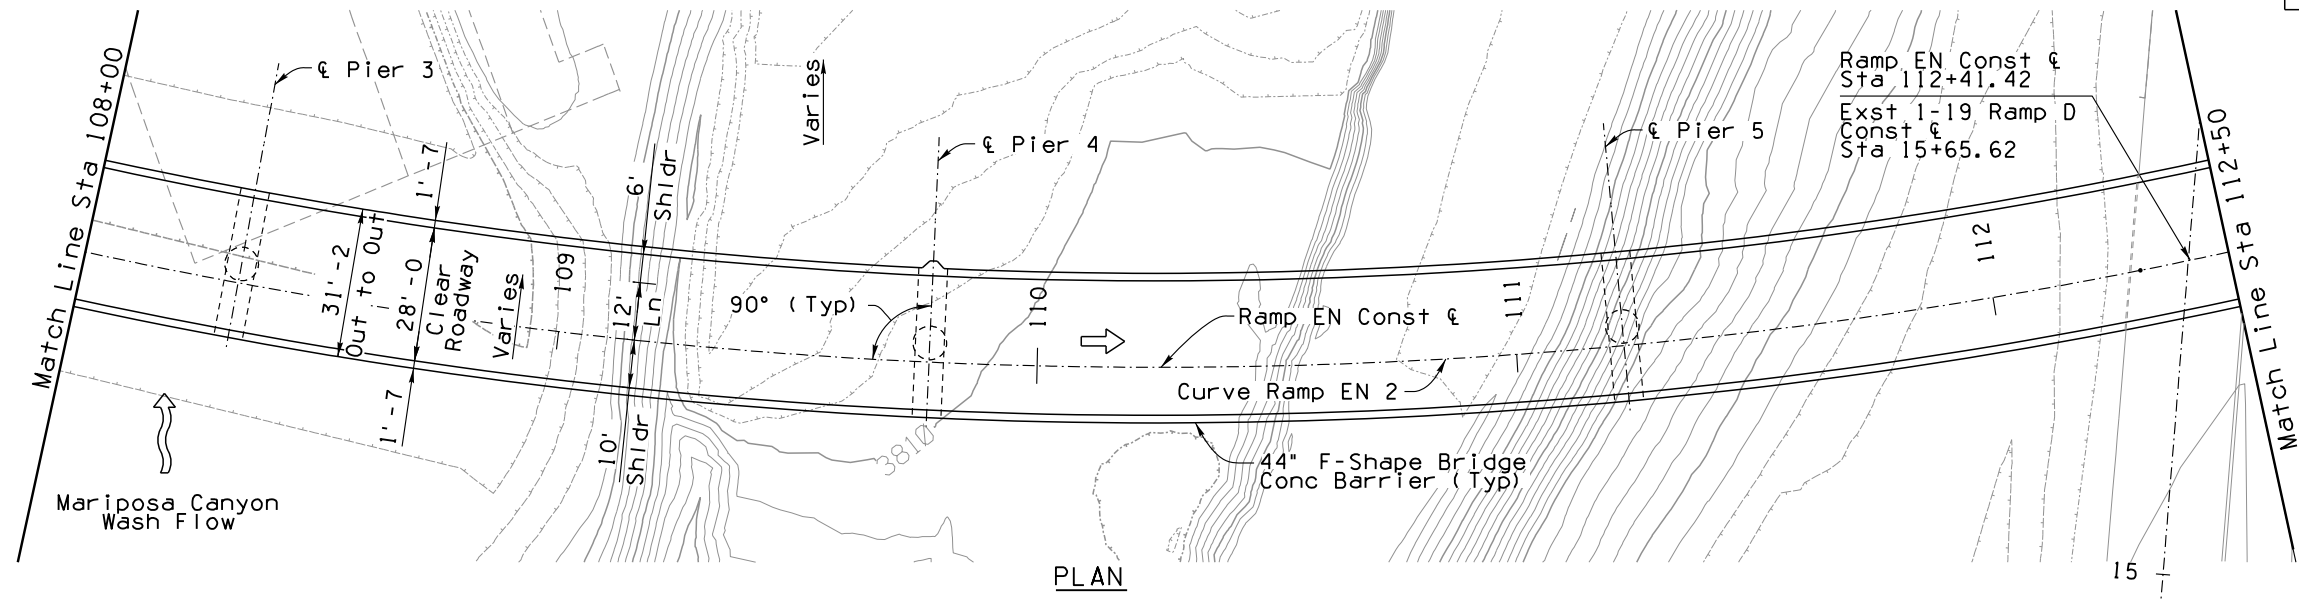 Match Line Sta 108+00
℄ Pier 3
1'-7
31'-2
Out to Out
28'-0
Clear
Roadway
Varies
1'-7
109
6'
Shldr
12'
Ln
10'
Shldr
Varies
℄ Pier 4
90° (Typ)
110
Ramp EN Const ℄
Curve Ramp EN 2
3810
44" F-Shape Bridge
Conc Barrier (Typ)
111
℄ Pier 5
Ramp EN Const ℄
Sta 112+41.42
Exst I-19 Ramp D
Const ℄
Sta 15+65.62
112
Match Line Sta 112+50
15
Mariposa Canyon
Wash Flow
PLAN